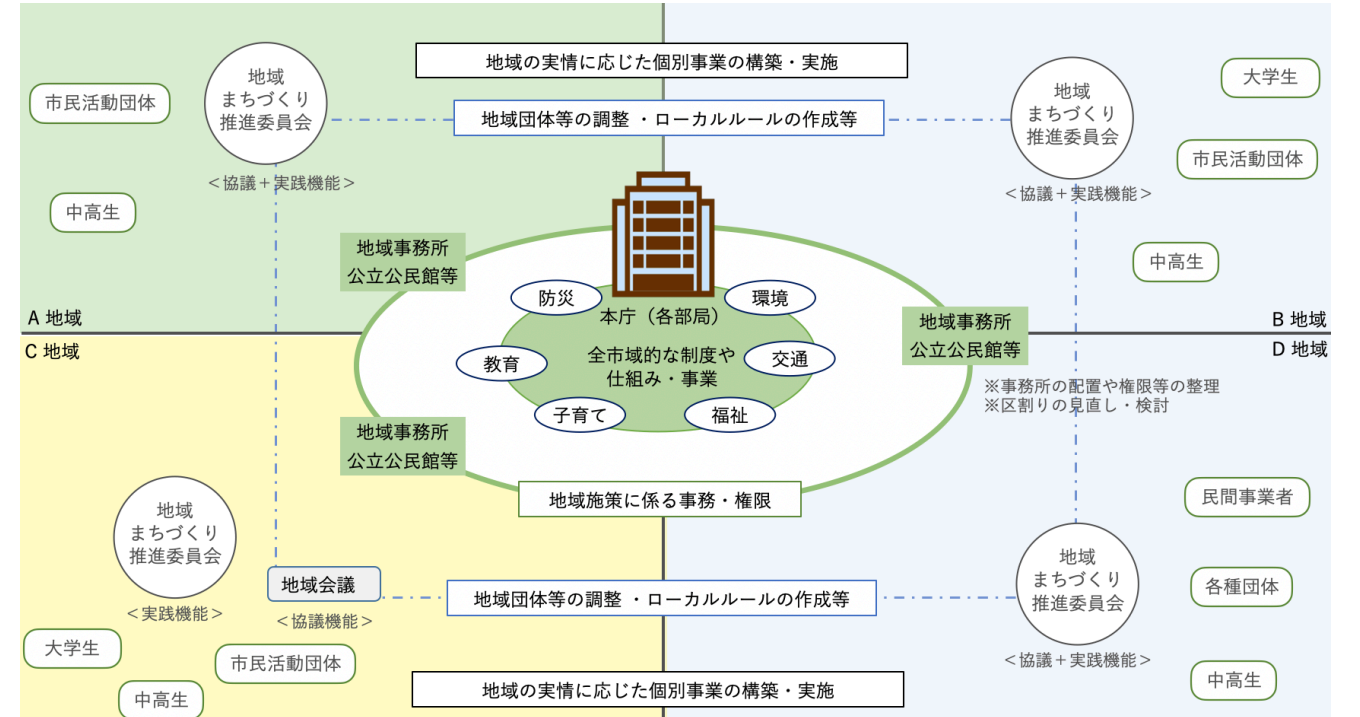 地域の実情に応じた個別事業の構築・実施
地域団体等の調整 ・ローカルルールの作成等
地域
まちづくり
推進委員会
＜協議＋実践機能＞
市民活動団体
中高生
地域
まちづくり
推進委員会
＜協議＋実践機能＞
大学生
市民活動団体
中高生
地域事務所
公立公民館等
A 地域
C 地域
B 地域
D 地域
防災
環境
本庁（各部局）
教育
全市域的な制度や
仕組み・事業
交通
子育て
福祉
地域事務所
公立公民館等
※事務所の配置や権限等の整理
※区割りの見直し・検討
地域事務所
公立公民館等
地域施策に係る事務・権限
地域
まちづくり
推進委員会
＜実践機能＞
地域会議
＜協議機能＞
大学生
市民活動団体
中高生
地域団体等の調整 ・ローカルルールの作成等
地域
まちづくり
推進委員会
＜協議＋実践機能＞
民間事業者
各種団体
中高生
地域の実情に応じた個別事業の構築・実施